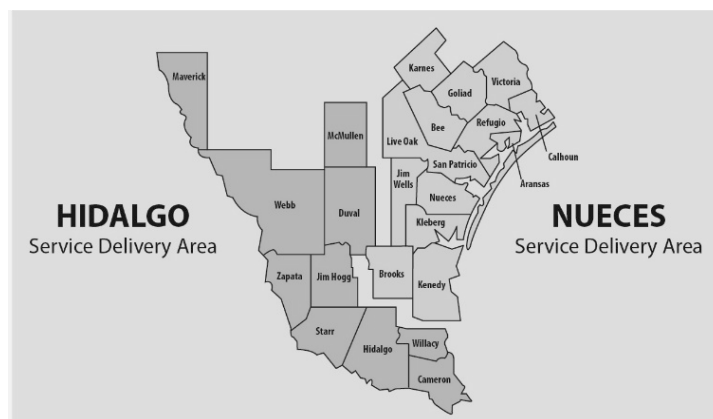 Maverick
Karnes
Victoria
Goliad
McMullen
Bee
Refugio
Live Oak
Calhoun
San Patricio
Aransas
Jim
Wells
Webb
Duval
Nueces
HIDALGO
Service Delivery Area
NUECES
Service Delivery Area
Kleberg
Zapata
Jim Hogg
Brooks
Kenedy
Starr
Hidalgo
Willacy
Cameron